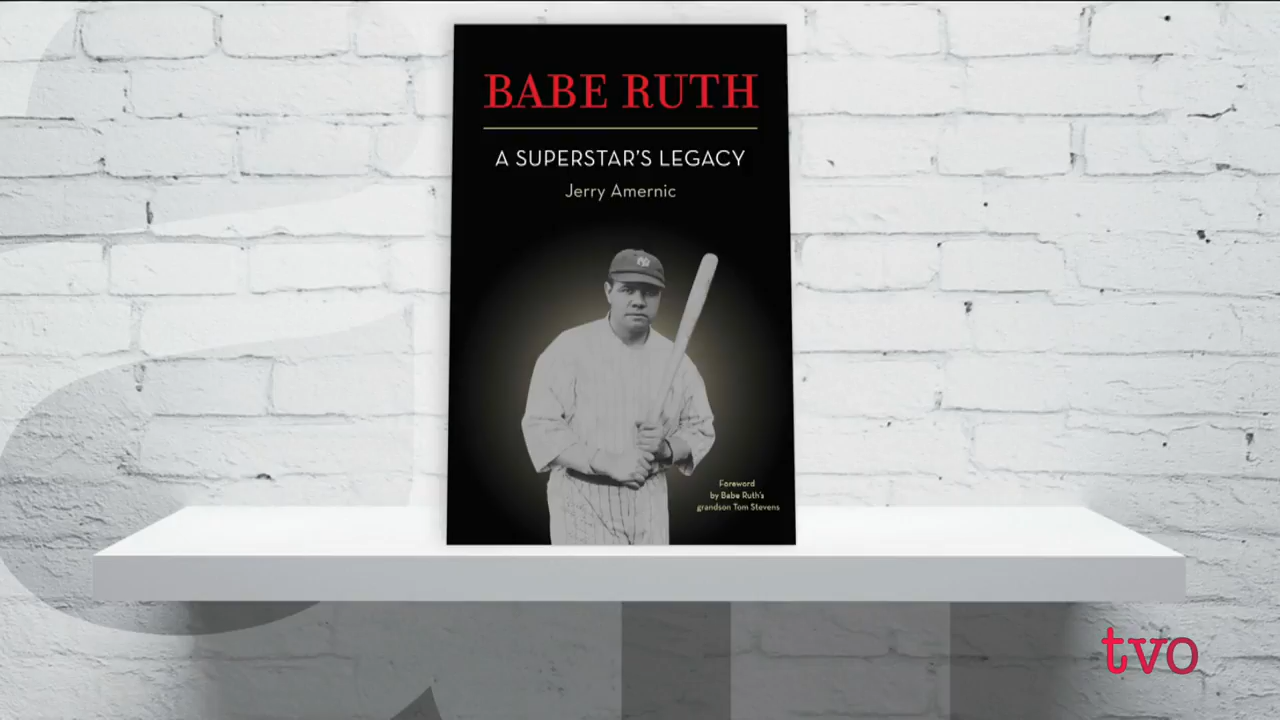 BABE RUTH
A SUPERSTAR'S LEGACY
Jerry Amernic
Foreword
by Babe Ruth's
grandson Tom Stevens
tvo